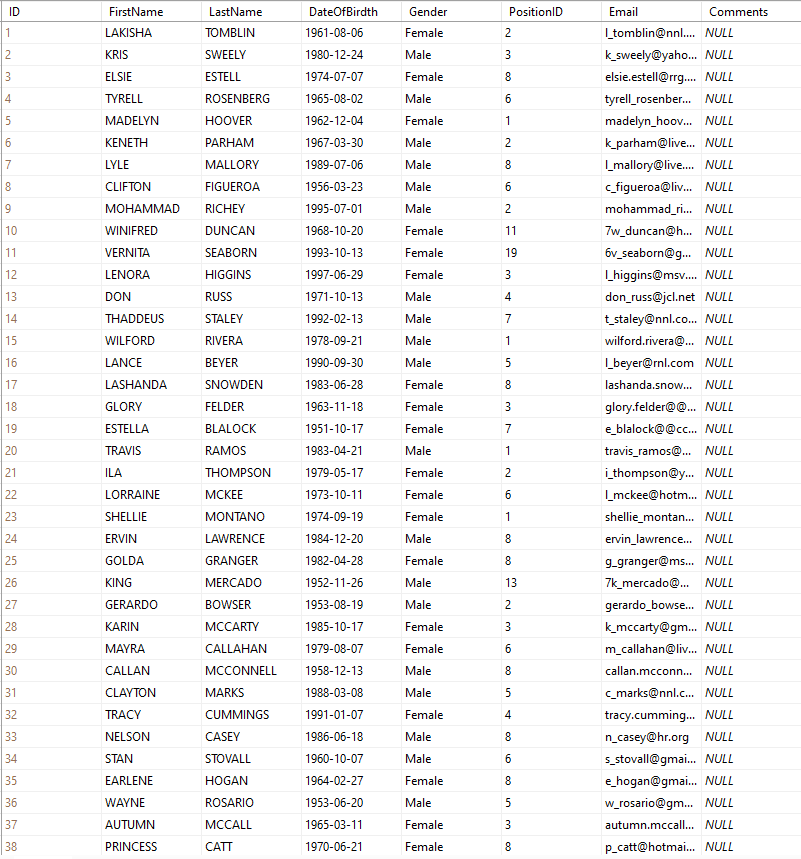 ID FirstName LastName DateOfBirdth Gender PositionID Email Comments
1 LAKISHA TOMBLIN 1961-08-06 Female 2 l_tomblin@nnl.... NULL
2 KRIS SWEELY 1980-12-24 Male 3 k_sweely@yaho... NULL
3 ELSIE ESTELL 1974-07-07 Female 8 elsie.estell@rrg.... NULL
4 TYRELL ROSENBERG 1965-08-02 Male 6 tyrell_rosenber... NULL
5 MADELYN HOOVER 1962-12-04 Female 1 madelyn_hoov... NULL
6 KENETH PARHAM 1967-03-30 Male 2 k_parham@live... NULL
7 LYLE MALLORY 1989-07-06 Male 8 l_mallory@live.... NULL
8 CLIFTON FIGUEROA 1956-03-23 Male 6 c_figueroa@liv... NULL
9 MOHAMMAD RICHEY 1995-07-01 Male 2 mohammad_ri... NULL
10 WINIFRED DUNCAN 1968-10-20 Female 11 7w_duncan@h... NULL
11 VERNITA SEABORN 1993-10-13 Female 19 6v_seaborn@g... NULL
12 LENORA HIGGINS 1997-06-29 Female 3 l_higgins@msv.... NULL
13 DON RUSS 1971-10-13 Male 4 don_russ@jcl.net NULL
14 THADDEUS STALEY 1992-02-13 Male 7 t_staley@nnl.co... NULL
15 WILFORD RIVERA 1978-09-21 Male 1 wilford.rivera@... NULL
16 LANCE BEYER 1990-09-30 Male 5 l_beyer@rnl.com NULL
17 LASHANDA SNOWDEN 1983-06-28 Female 8 lashanda.snow... NULL
18 GLORY FELDER 1963-11-18 Female 3 glory.felder@@... NULL
19 ESTELLA BLALOCK 1951-10-17 Female 7 e_blalock@@cc... NULL
20 TRAVIS RAMOS 1983-04-21 Male 1 travis_ramos@... NULL
21 ILA THOMPSON 1979-05-17 Female 2 i_thompson@y... NULL
22 LORRAINE MCKEE 1973-10-11 Female 6 l_mckee@hotm... NULL
23 SHELLIE MONTANO 1974-09-19 Female 1 shellie_montan... NULL
24 ERVIN LAWRENCE 1984-12-20 Male 8 ervin_lawrence... NULL
25 GOLDA GRANGER 1982-04-28 Female 8 g_granger@ms... NULL
26 KING MERCADO 1952-11-26 Male 13 7k_mercado@... NULL
27 GERARDO BOWSER 1953-08-19 Male 2 gerardo_bowse... NULL
28 KARIN MCCARTY 1985-10-17 Female 3 k_mccarty@gm... NULL
29 MAYRA CALLAHAN 1979-08-07 Female 6 m_callahan@liv... NULL
30 CALLAN MCCONNELL 1958-12-13 Male 8 callan.mcconn... NULL
31 CLAYTON MARKS 1988-03-08 Male 5 c_marks@nnl.c... NULL
32 TRACY CUMMINGS 1991-01-07 Female 4 tracy.cumming... NULL
33 NELSON CASEY 1986-06-18 Male 8 n_casey@hr.org NULL
34 STAN STOVALL 1960-10-07 Male 6 s_stovall@gmai... NULL
35 EARLENE HOGAN 1964-02-27 Female 8 e_hogan@gmai... NULL
36 WAYNE ROSARIO 1953-06-20 Male 5 w_rosario@gm... NULL
37 AUTUMN MCCALL 1965-03-11 Female 3 autumn.mccall... NULL
38 PRINCESS CATT 1970-06-21 Female 8 p_catt@hotmai... NULL